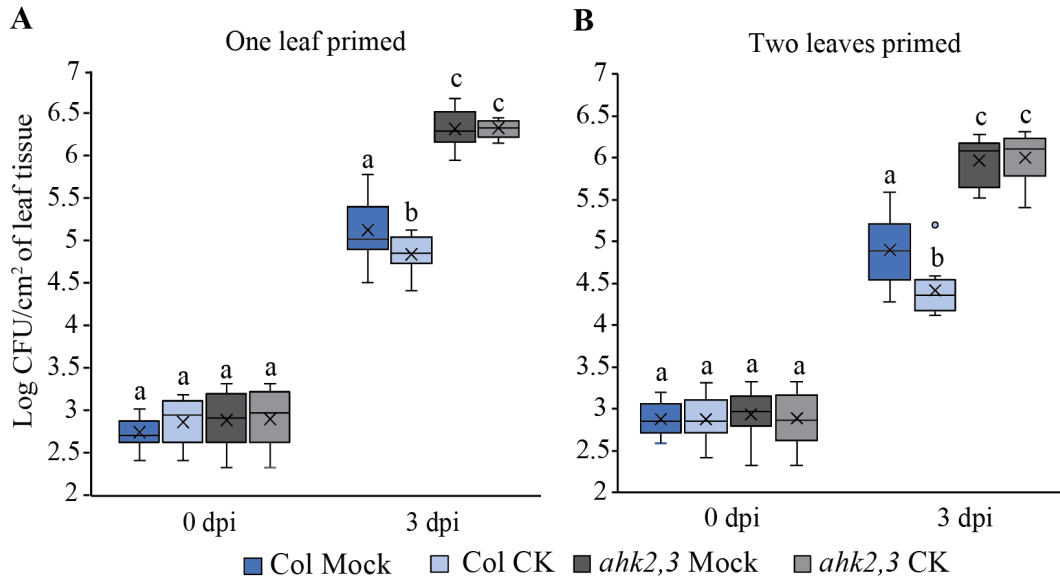 A
One leaf primed
Log CFU/cm² of leaf tissue
7
6.5
6
5.5
5
4.5
4
3.5
3
2.5
2
a
a
a
a
a
b
c
c
0 dpi
3 dpi
B
Two leaves primed
7
6.5
6
5.5
5
4.5
4
3.5
3
2.5
2
a
a
a
a
a
b
c
c
0 dpi
3 dpi
Col Mock Col CK ahk2,3 Mock ahk2,3 CK